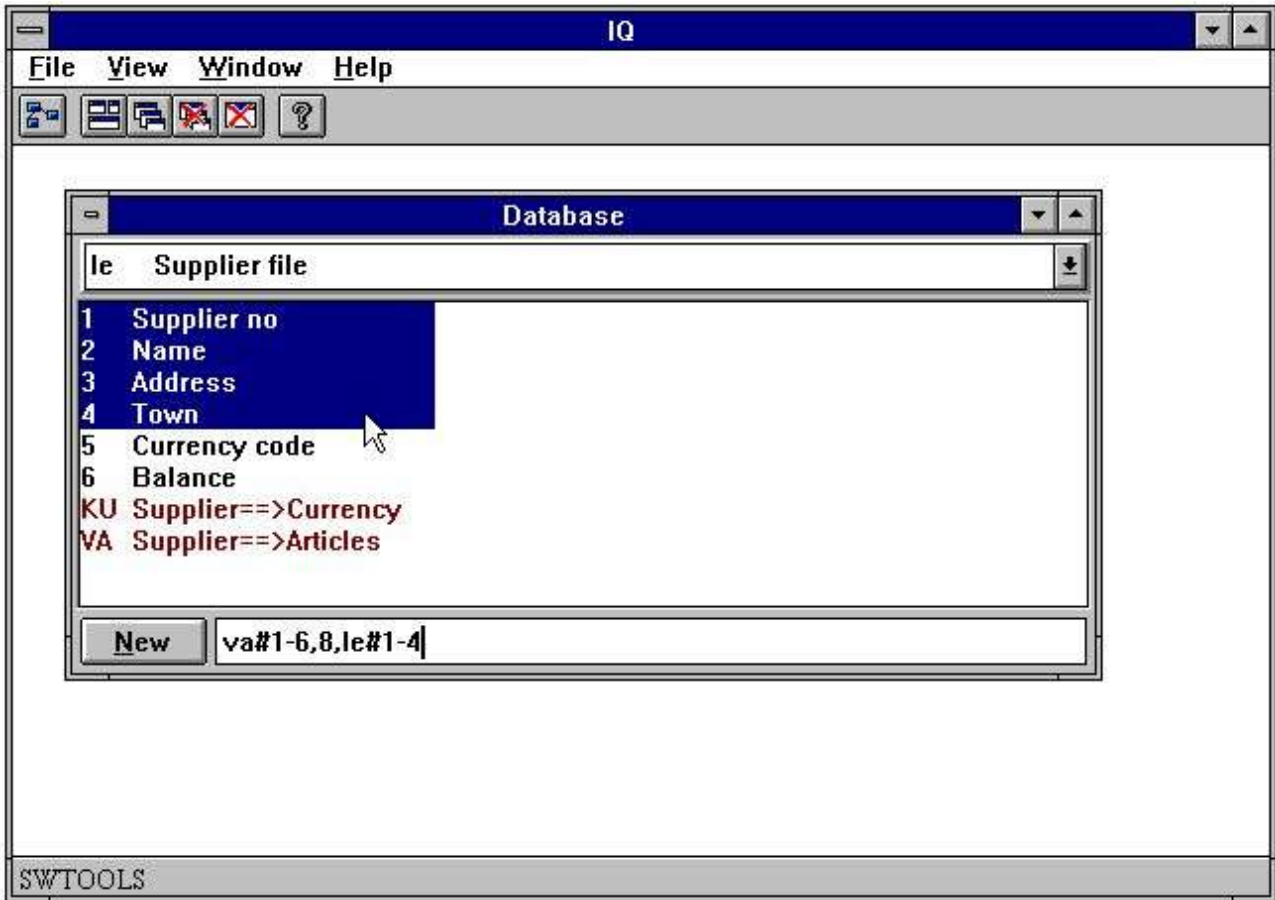 IQ
File View Window Help
Database
le Supplier file
1 Supplier no
2 Name
3 Address
4 Town
5 Currency code
6 Balance
KU Supplier==>Currency
VA Supplier==>Articles
New va#1-6,8,le#1-4
SWTOOLS